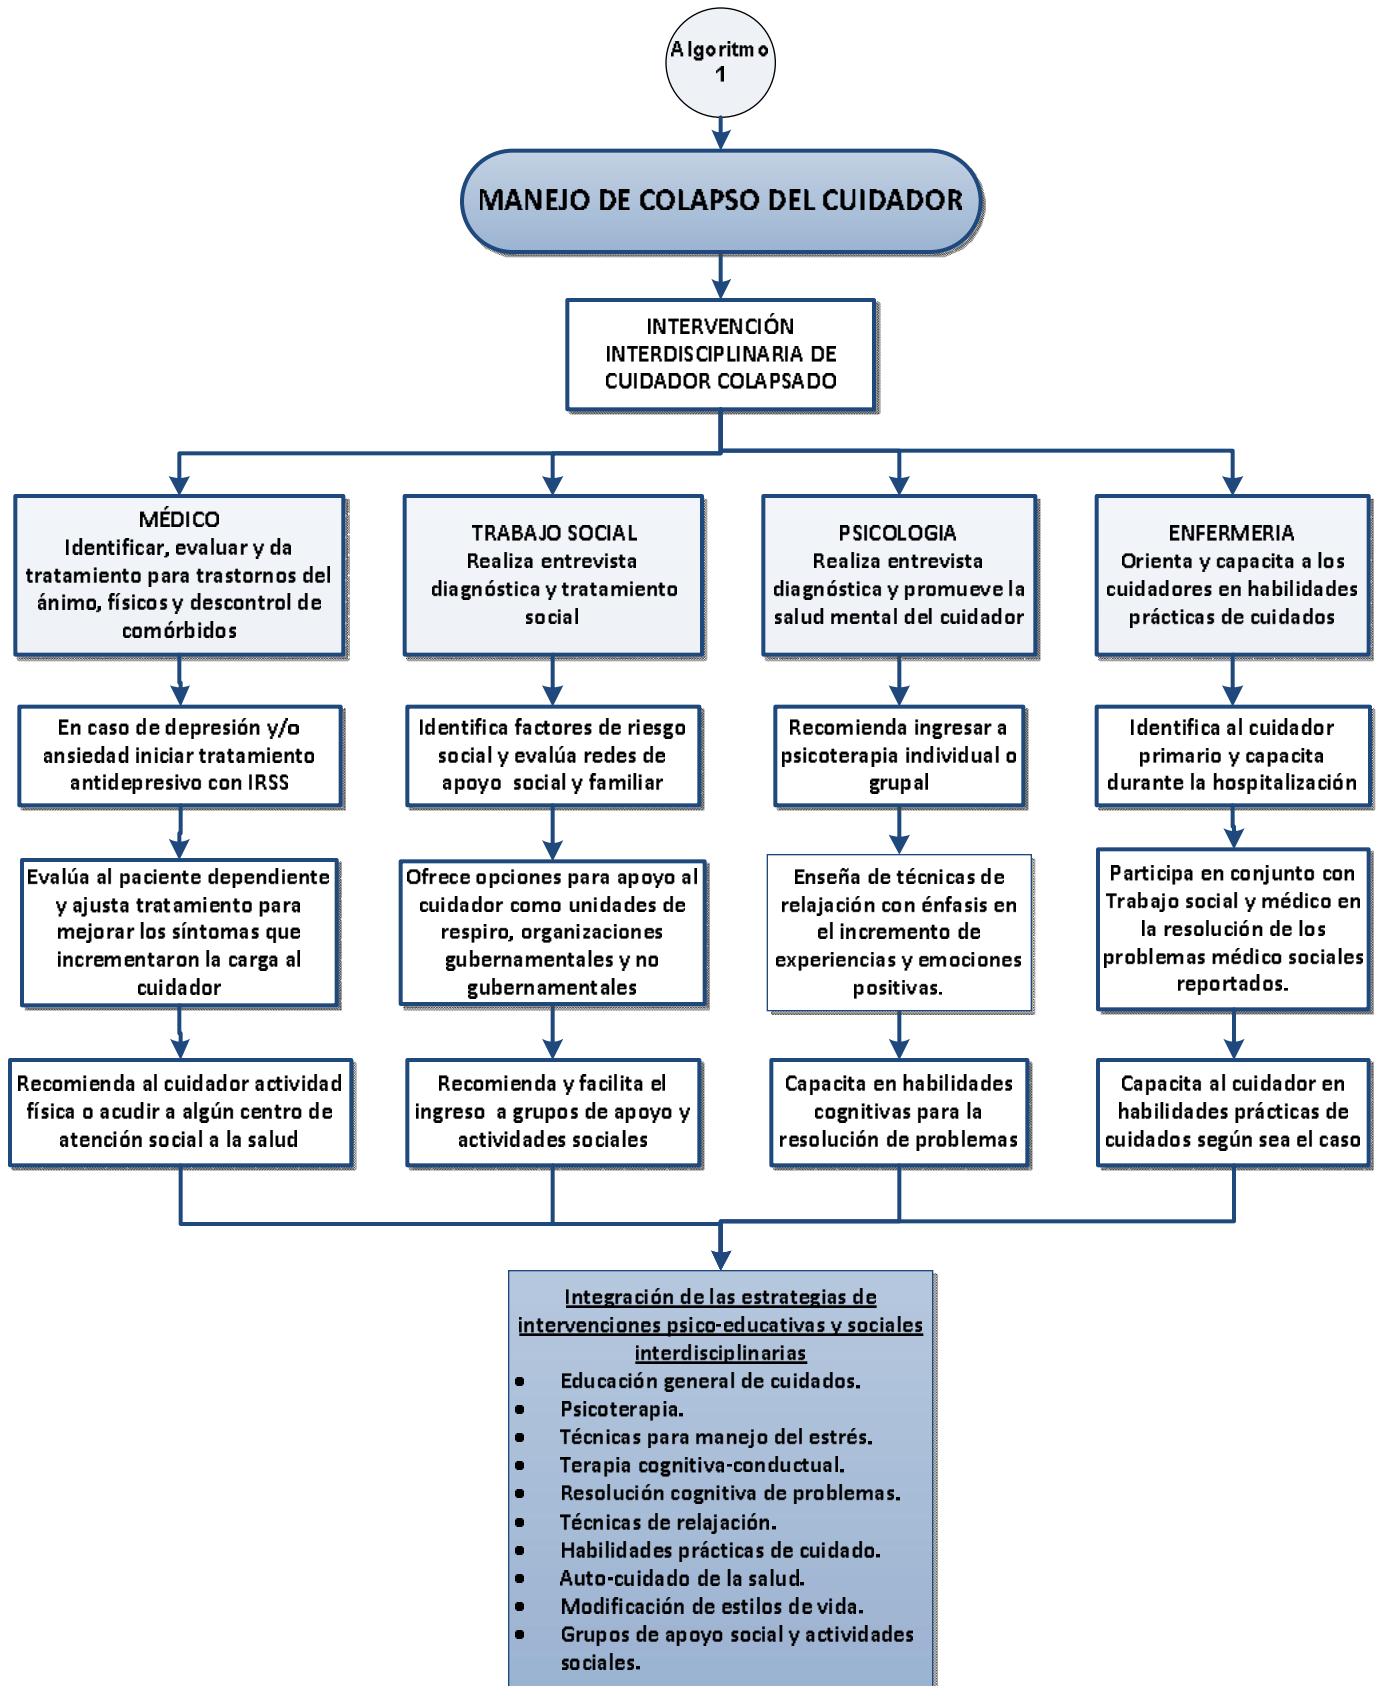 Algoritmo
1
MANEJO DE COLAPSO DEL CUIDADOR
INTERVENCIÓN
INTERDISCIPLINARIA DE
CUIDADOR COLAPSADO
MÉDICO
Identificar, evaluar y da
tratamiento para trastornos del
ánimo, físicos y descontrol de
comórbidos
En caso de depresión y/o
ansiedad iniciar tratamiento
antidepresivo con IRSS
Evalúa al paciente dependiente
y ajusta tratamiento para
mejorar los síntomas que
incrementaron la carga al
cuidador
Recomienda al cuidador actividad
física o acudir a algún centro de
atención social a la salud
TRABAJO SOCIAL
Realiza entrevista
diagnóstica y tratamiento
social
Identifica factores de riesgo
social y evalúa redes de
apoyo social y familiar
Ofrece opciones para apoyo al
cuidador como unidades de
respiro, organizaciones
gubernamentales y no
gubernamentales
Recomienda y facilita el
ingreso a grupos de apoyo y
actividades sociales
PSICOLOGIA
Realiza entrevista
diagnóstica y promueve la
salud mental del cuidador
Recomienda ingresar a
psicoterapia individual o
grupal
Enseña de técnicas de
relajación con énfasis en
el incremento de
experiencias y emociones
positivas.
Capacita en habilidades
cognitivas para la
resolución de problemas
ENFERMERIA
Orienta y capacita a los
cuidadores en habilidades
prácticas de cuidados
Identifica al cuidador
primario y capacita
durante la hospitalización
Participa en conjunto con
Trabajo social y médico en
la resolución de los
problemas médico sociales
reportados.
Capacita al cuidador en
habilidades prácticas de
cuidados según sea el caso
Integración de las estrategias de
intervenciones psico-educativas y sociales
interdisciplinarias
• Educación general de cuidados.
• Psicoterapia.
• Técnicas para manejo del estrés.
• Terapia cognitiva-conductual.
• Resolución cognitiva de problemas.
• Técnicas de relajación.
• Habilidades prácticas de cuidado.
• Auto-cuidado de la salud.
• Modificación de estilos de vida.
• Grupos de apoyo social y actividades
sociales.